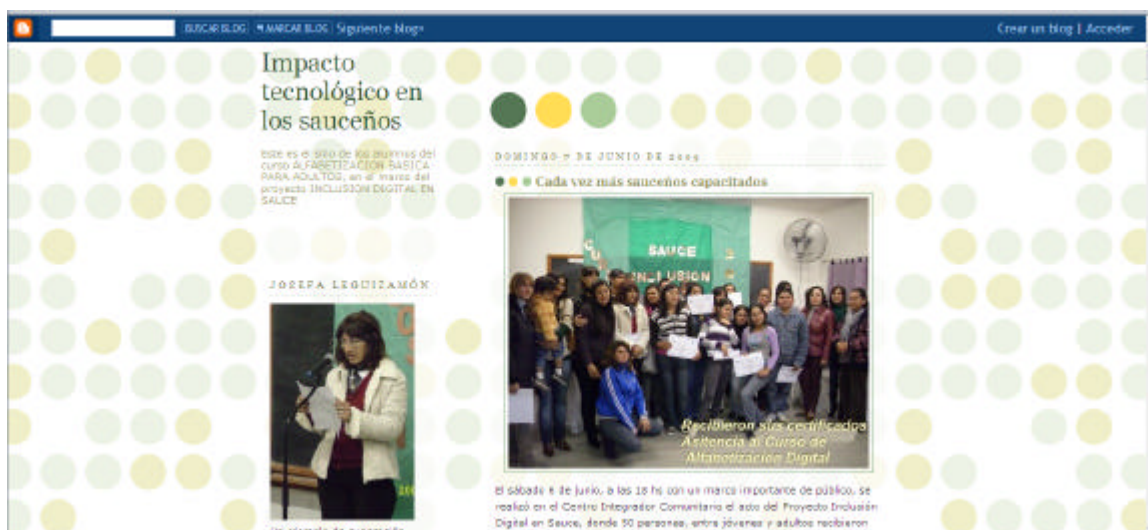 BUSCAR BLOG MARCAR BLOG Siguiente blog» Crear un blog | Acceder
Impacto
tecnológico en
los sauceños
Este es el sitio de los alumnos del
curso ALFABETIZACION BASICA
PARA ADULTOS, en el marco del
proyecto INCLUSION DIGITAL EN
SAUCE
JOSEFA LEGUIZAMÓN
Un ejemplo de superación
DOMINGO 7 DE JUNIO DE 2009
Cada vez más sauceños capacitados
SAUCE
INCLUSION
Recibieron sus certificados
Asitencia al Curso de
Alfabetización Digital
El sábado 6 de junio, a las 18 hs con un marco importante de público, se
realizó en el Centro Integrador Comunitario el acto del Proyecto Inclusión
Digital en Sauce, donde 50 personas, entre jóvenes y adultos recibieron